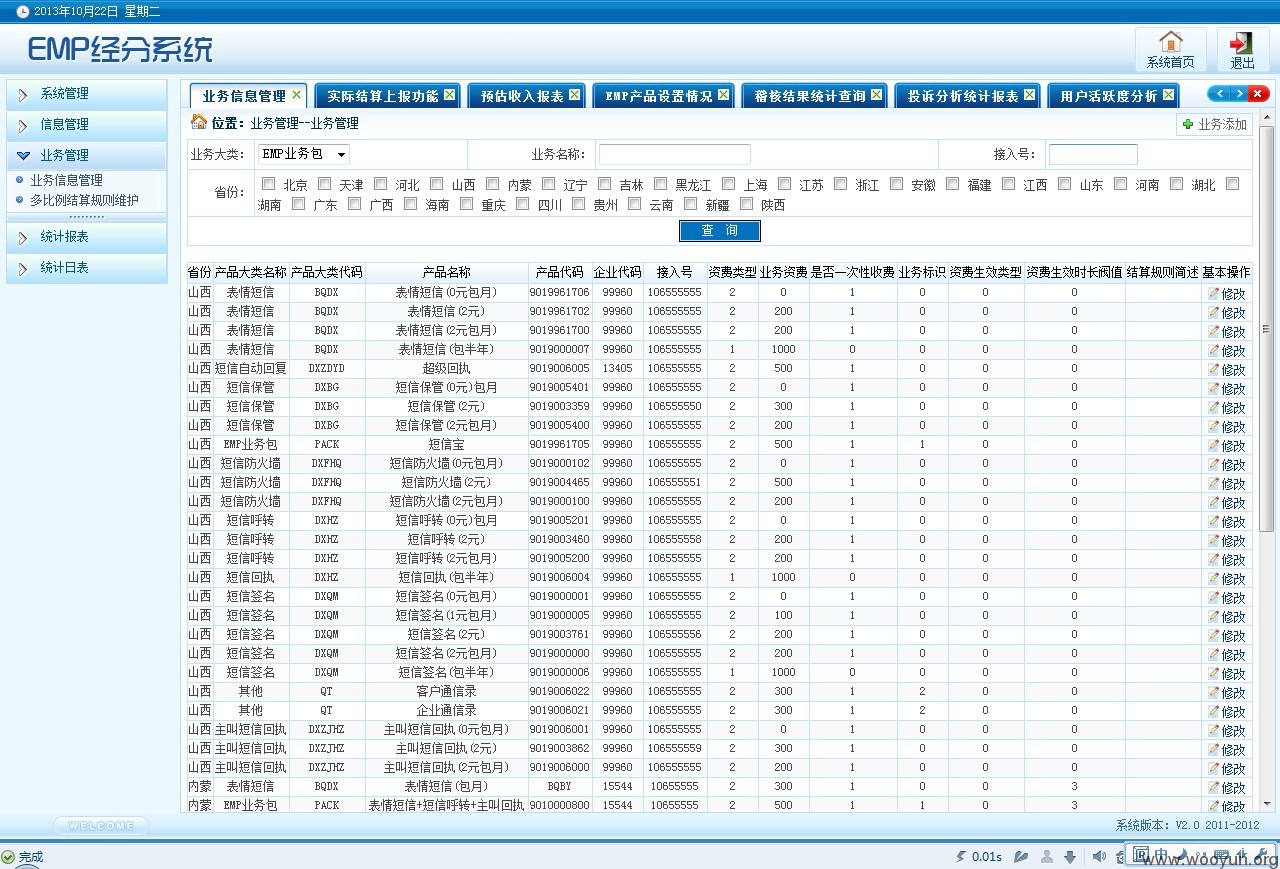 2013年10月22日 星期二
EMP经分系统
系统首页
退出
系统管理
信息管理
业务管理
业务信息管理
多比例结算规则维护
统计报表
统计日表
业务信息管理 实际结算上报功能 预估收入报表 EMP产品设置情况 稽核结果统计查询 投诉分析统计报表 用户活跃度分析
位置：业务管理--业务管理
业务添加
业务大类： EMP业务包 业务名称： 接入号：
省份： 北京 天津 河北 山西 内蒙 辽宁 吉林 黑龙江 上海 江苏 浙江 安徽 福建 江西 山东 河南 湖北
湖南 广东 广西 海南 重庆 四川 贵州 云南 新疆 陕西
查 询
省份 产品大类名称 产品大类代码 产品名称 产品代码 企业代码 接入号 资费类型 业务资费 是否一次性收费 业务标识 资费生效类型 资费生效时长阀值 结算规则简述 基本操作
山西 表情短信 BQDX 表情短信(0元包月) 9019961706 99960 106555555 2 0 1 0 0 0 修改
山西 表情短信 BQDX 表情短信(2元) 9019961702 99960 106555555 2 200 1 0 0 0 修改
山西 表情短信 BQDX 表情短信(2元包月) 9019961700 99960 106555555 2 200 1 0 0 0 修改
山西 表情短信 BQDX 表情短信(包半年) 9019000007 99960 106555555 1 1000 0 0 0 0 修改
山西 短信自动回复 DXZDYD 超级回执 9019006005 13405 106555555 2 500 1 0 0 0 修改
山西 短信保管 DXBG 短信保管(0元)包月 9019005401 99960 106555555 2 0 1 0 0 0 修改
山西 短信保管 DXBG 短信保管(2元) 9019003359 99960 106555550 2 300 1 0 0 0 修改
山西 短信保管 DXBG 短信保管(2元包月) 9019005400 99960 106555555 2 200 1 0 0 0 修改
山西 EMP业务包 PACK 短信宝 9019961705 99960 106555555 2 500 1 1 0 0 修改
山西 短信防火墙 DXFHQ 短信防火墙(0元包月) 9019000102 99960 106555555 2 0 1 0 0 0 修改
山西 短信防火墙 DXFHQ 短信防火墙(2元) 9019004465 99960 106555551 2 500 1 0 0 0 修改
山西 短信防火墙 DXFHQ 短信防火墙(2元包月) 9019000100 99960 106555555 2 200 1 0 0 0 修改
山西 短信呼转 DXHZ 短信呼转(0元)包月 9019005201 99960 106555555 2 0 1 0 0 0 修改
山西 短信呼转 DXHZ 短信呼转(2元) 9019003460 99960 106555558 2 200 1 0 0 0 修改
山西 短信呼转 DXHZ 短信呼转(2元包月) 9019005200 99960 106555555 2 200 1 0 0 0 修改
山西 短信回执 DXHZ 短信回执(包半年) 9019006004 99960 106555555 1 1000 0 0 0 0 修改
山西 短信签名 DXQM 短信签名(0元包月) 9019000001 99960 106555555 2 0 1 0 0 0 修改
山西 短信签名 DXQM 短信签名(1元包月) 9019000005 99960 106555555 2 100 1 0 0 0 修改
山西 短信签名 DXQM 短信签名(2元) 9019003761 99960 106555556 2 200 1 0 0 0 修改
山西 短信签名 DXQM 短信签名(2元包月) 9019000000 99960 106555555 2 200 1 0 0 0 修改
山西 短信签名 DXQM 短信签名(包半年) 9019000006 99960 106555555 1 1000 0 0 0 0 修改
山西 其他 QT 客户通信录 9019006022 99960 106555555 2 300 1 2 0 0 修改
山西 其他 QT 企业通信录 9019006021 99960 106555555 2 300 1 2 0 0 修改
山西 主叫短信回执 DXZJHZ 主叫短信回执(0元包月) 9019006001 99960 106555555 2 0 1 0 0 0 修改
山西 主叫短信回执 DXZJHZ 主叫短信回执(2元) 9019003862 99960 106555559 2 300 1 0 0 0 修改
山西 主叫短信回执 DXZJHZ 主叫短信回执(2元包月) 9019006000 99960 106555555 2 200 1 0 0 0 修改
内蒙 表情短信 BQDX 表情短信(包月) BQBY 15544 10655555 2 300 1 0 0 3 修改
内蒙 EMP业务包 PACK 表情短信+短信呼转+主叫回执 9010000800 15544 10655555 2 500 1 1 0 3 修改
WELCOME
系统版本：V2.0 2011-2012
完成
0.01s
中
www.wooyun.org